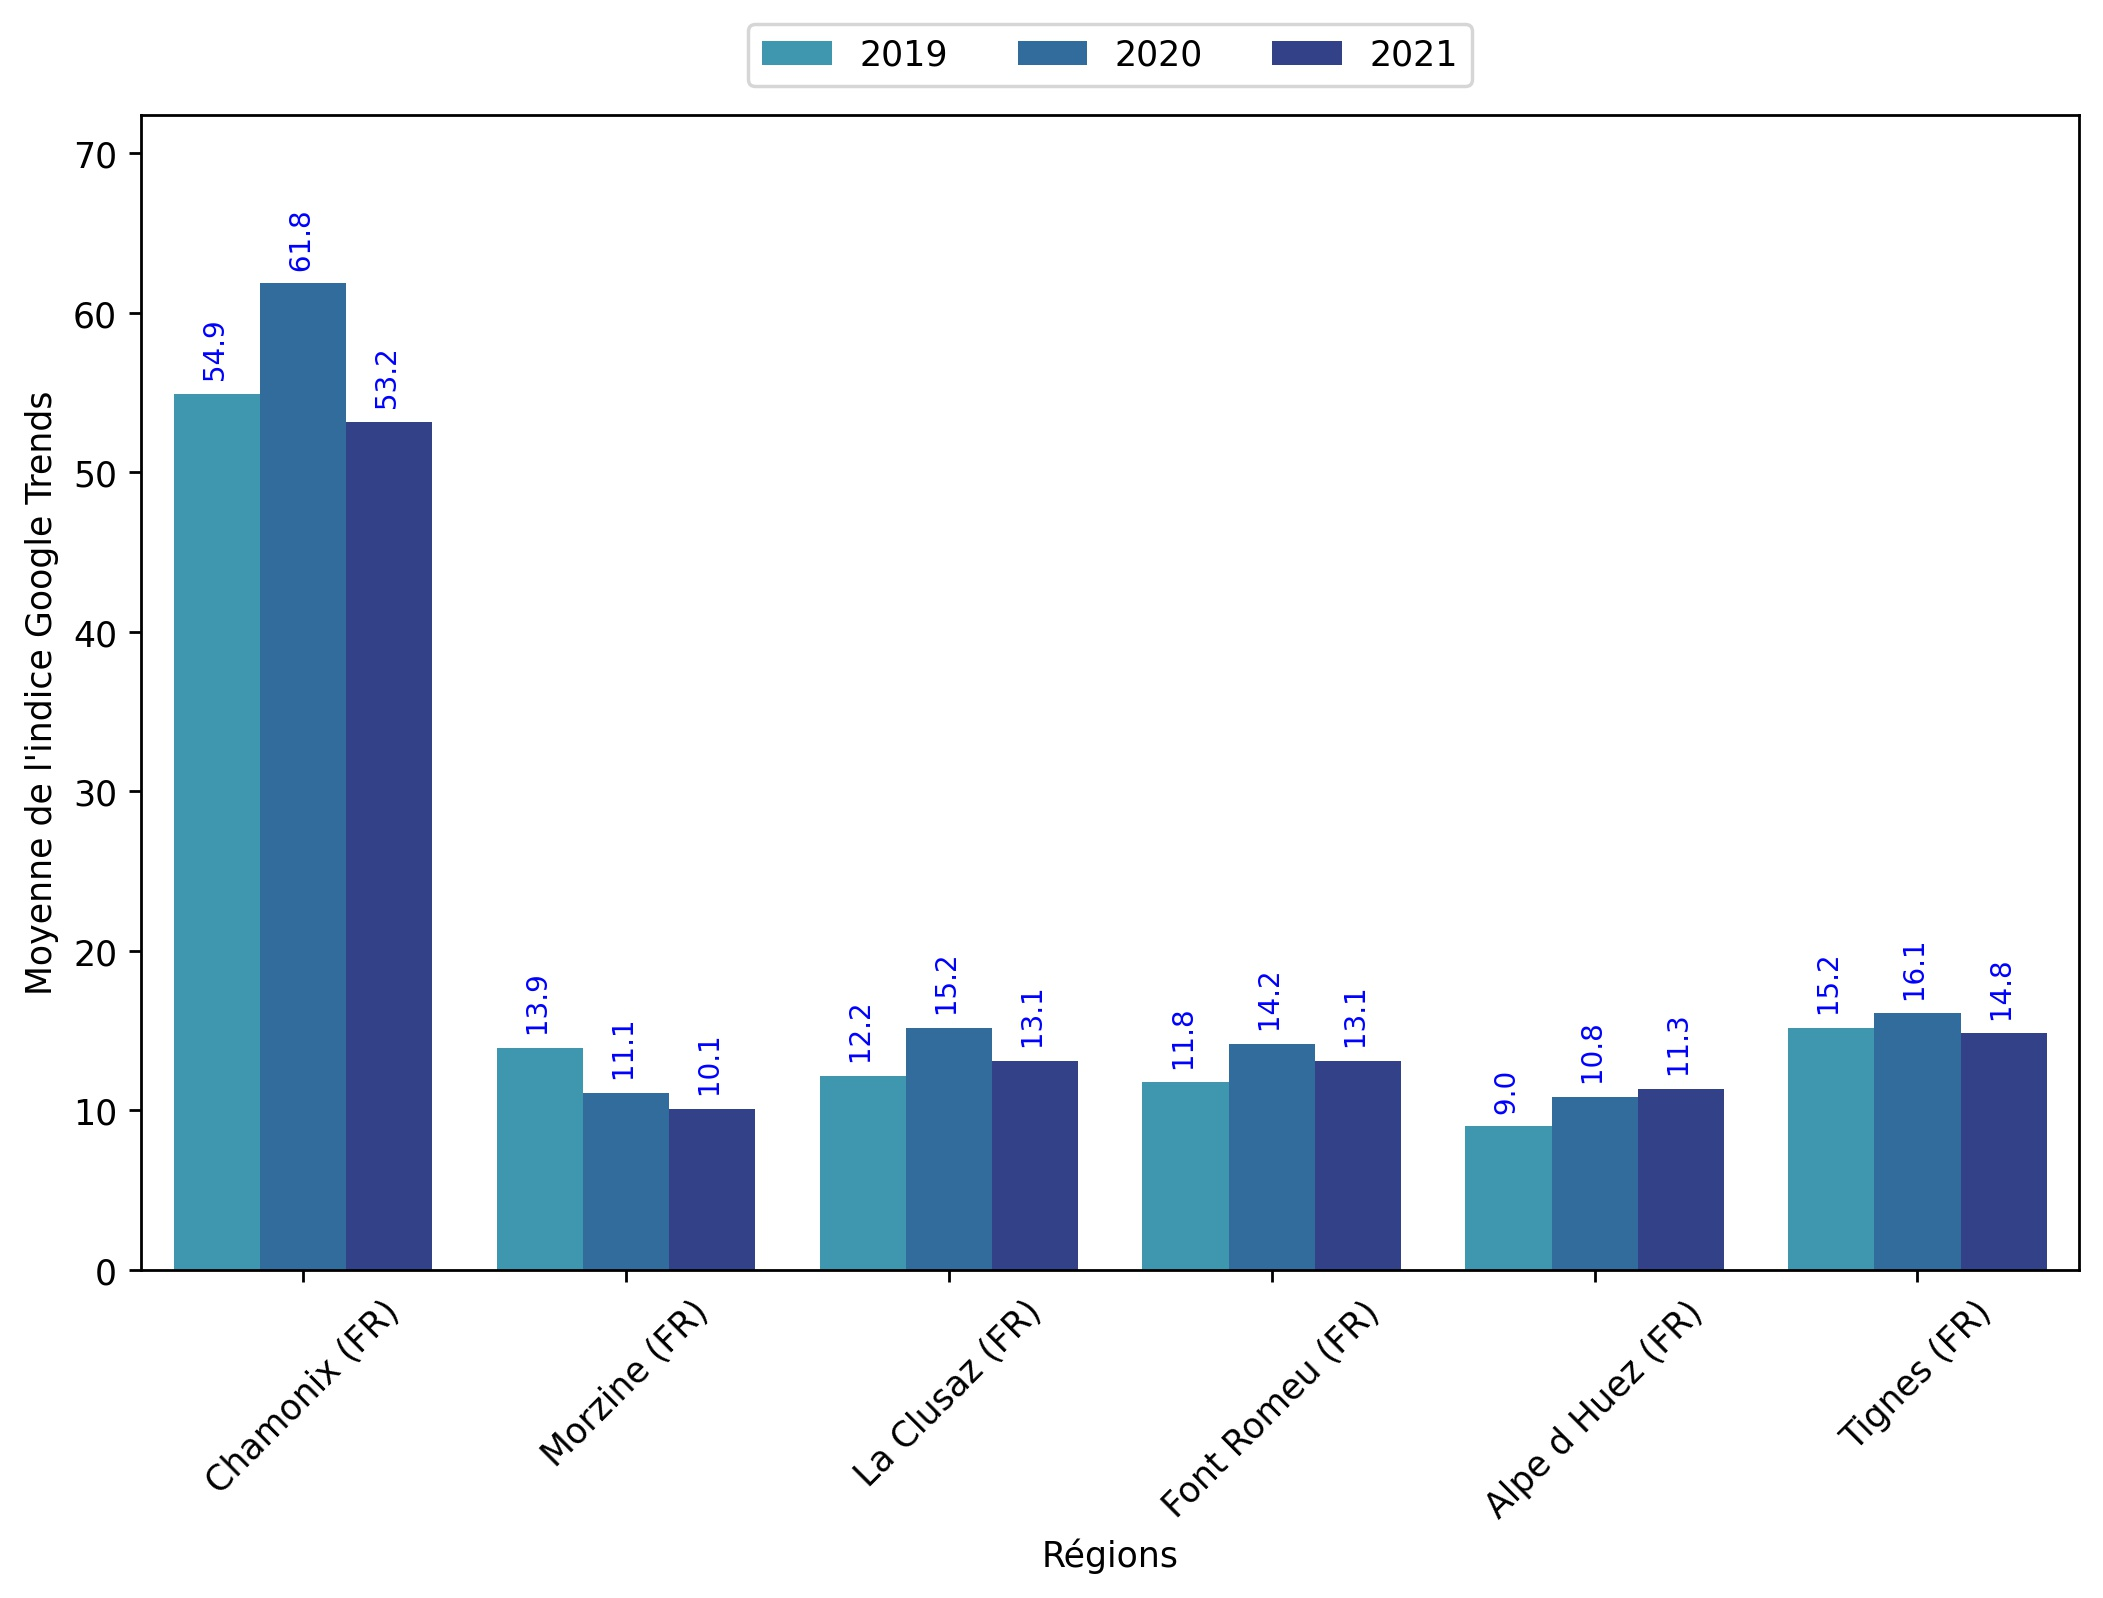 2019 2020 2021
Moyenne de l'indice Google Trends
70
60
50
40
30
20
10
0
54.9 61.8 53.2
13.9 11.1 10.1
12.2 15.2 13.1
11.8 14.2 13.1
9.0 10.8 11.3
15.2 16.1 14.8
Chamonix (FR)
Morzine (FR)
La Clusaz (FR)
Font Romeu (FR)
Alpe d Huez (FR)
Tignes (FR)
Régions